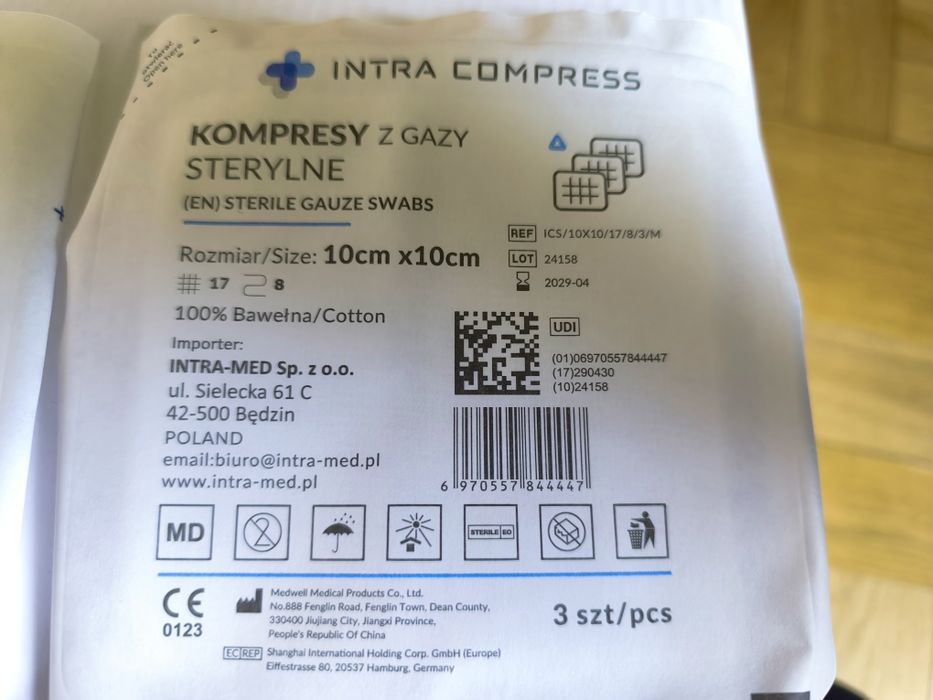 Tu otwierać
Open here
INTRA COMPRESS
KOMPRESY Z GAZY
STERYLNE
(EN) STERILE GAUZE SWABS
Rozmiar/Size: 10cm x10cm
17 8
100% Bawełna/Cotton
Importer:
INTRA-MED Sp. z o.o.
ul. Sielecka 61 C
42-500 Będzin
POLAND
email:biuro@intra-med.pl
www.intra-med.pl
REF ICS/10X10/17/8/3/M
LOT 24158
2029-04
UDI
(01)06970557844447
(17)290430
(10)24158
6 970557 844447
MD
2
STERILE EO
CE
0123
Medwell Medical Products Co., Ltd.
No.888 Fenglin Road, Fenglin Town, Dean County,
330400 Jiujiang City, Jiangxi Province,
People's Republic Of China
EC REP Shanghai International Holding Corp. GmbH (Europe)
Eiffestrasse 80, 20537 Hamburg, Germany
3 szt/pcs